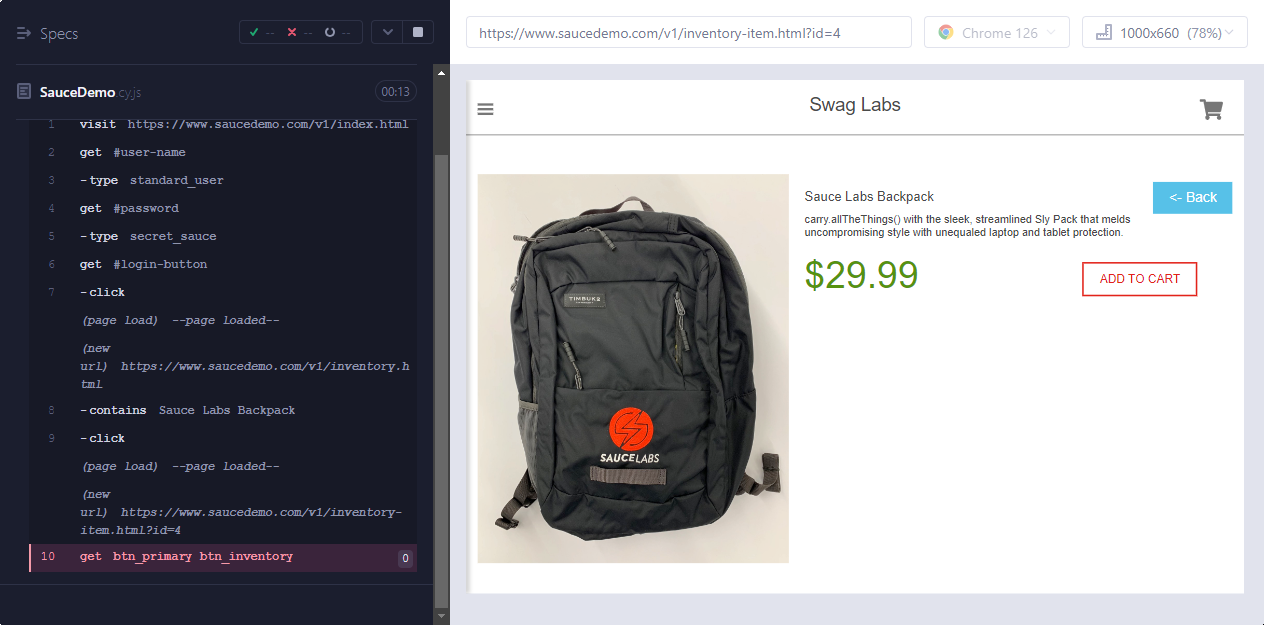 Specs
-- -- --
SauceDemo.cy.js 00:13
1 visit https://www.saucedemo.com/v1/index.html
2 get #user-name
3 -type standard_user
4 get #password
5 -type secret_sauce
6 get #login-button
7 -click
(page load) --page loaded--
(new
url) https://www.saucedemo.com/v1/inventory.h
tml
8 -contains Sauce Labs Backpack
9 -click
(page load) --page loaded--
(new
url) https://www.saucedemo.com/v1/inventory-
item.html?id=4
10 get btn_primary btn_inventory 0
https://www.saucedemo.com/v1/inventory-item.html?id=4
Chrome 126
1000x660 (78%)
Swag Labs
TIMBUK2
SAUCELABS
Sauce Labs Backpack
<- Back
carry.allTheThings() with the sleek, streamlined Sly Pack that melds
uncompromising style with unequaled laptop and tablet protection.
$29.99
ADD TO CART